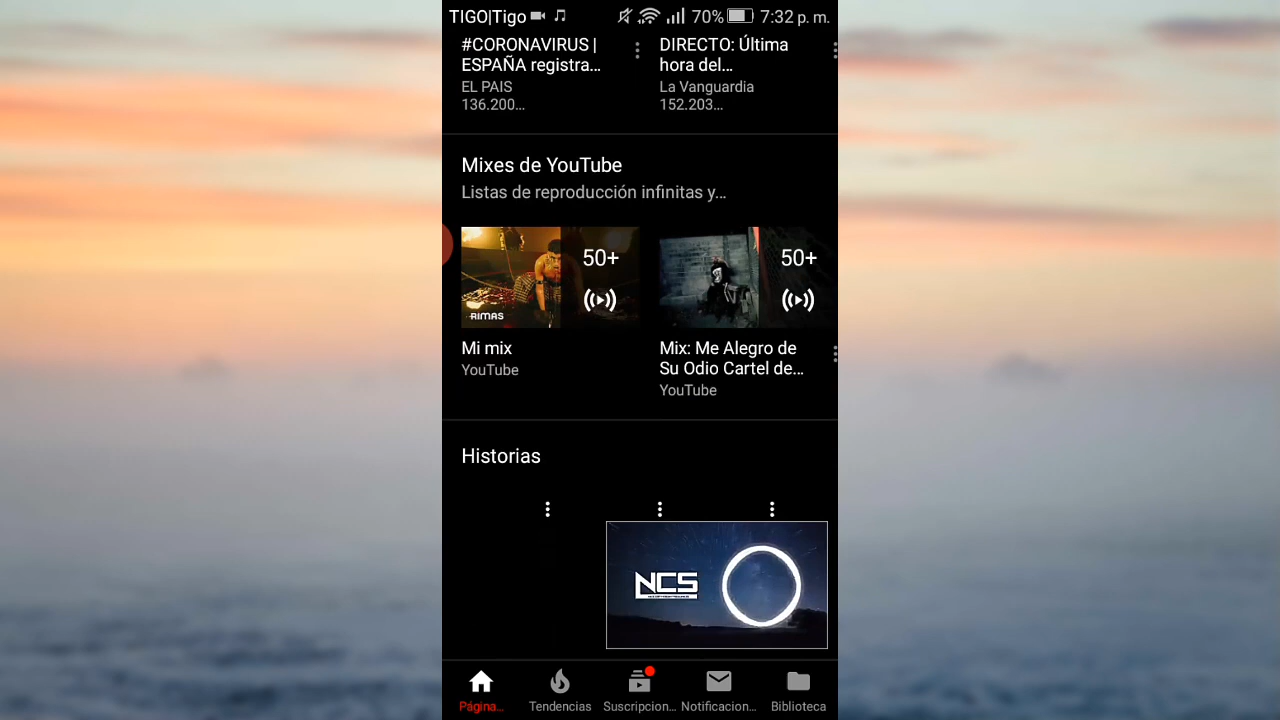 TIGO|Tigo 70% 7:32 p. m.
#CORONAVIRUS |
ESPAÑA registra...
EL PAIS
136.200...
DIRECTO: Última
hora del...
La Vanguardia
152.203...
Mixes de YouTube
Listas de reproducción infinitas y...
50+
RIMAS
Mi mix
YouTube
50+
Mix: Me Alegro de
Su Odio Cartel de...
YouTube
Historias
NCS
Página... Tendencias Suscripcion... Notificacion... Biblioteca